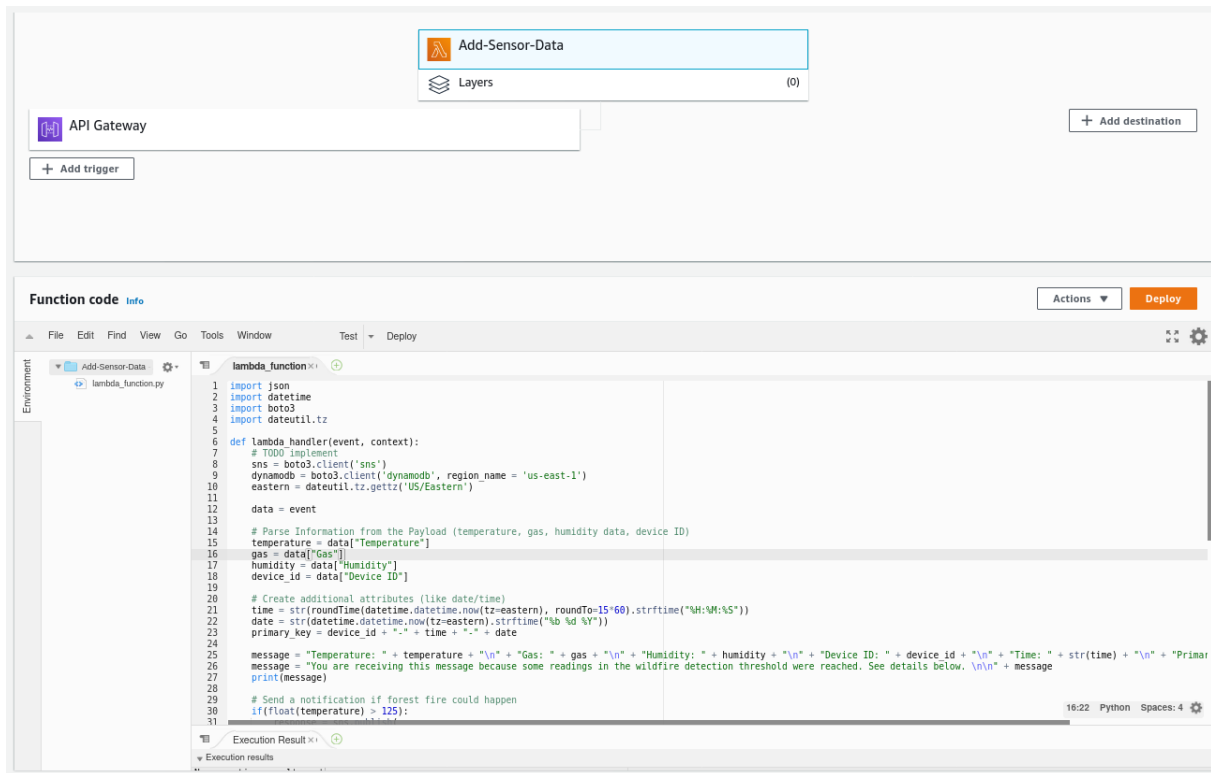 Add-Sensor-Data
Layers (0)
API Gateway
+ Add destination
+ Add trigger
Function code Info
Actions ▼ Deploy
File Edit Find View Go Tools Window Test Deploy
Environment
Add-Sensor-Data
lambda_function.py
lambda_function
1 import json
2 import datetime
3 import boto3
4 import dateutil.tz
5
6 def lambda_handler(event, context):
7 # TODO implement
8 sns = boto3.client('sns')
9 dynamodb = boto3.client('dynamodb', region_name = 'us-east-1')
10 eastern = dateutil.tz.gettz('US/Eastern')
11
12 data = event
13
14 # Parse Information from the Payload (temperature, gas, humidity data, device ID)
15 temperature = data["Temperature"]
16 gas = data["Gas"]
17 humidity = data["Humidity"]
18 device_id = data["Device ID"]
19
20 # Create additional attributes (like date/time)
21 time = str(roundTime(datetime.datetime.now(tz=eastern), roundTo=15*60).strftime("%H:%M:%S"))
22 date = str(datetime.datetime.now(tz=eastern).strftime("%b %d %Y"))
23 primary_key = device_id + "-" + time + "-" + date
24
25 message = "Temperature: " + temperature + "\n" + "Gas: " + gas + "\n" + "Humidity: " + humidity + "\n" + "Device ID: " + device_id + "\n" + "Time: " + str(time) + "\n" + "Primar
26 message = "You are receiving this message because some readings in the wildfire detection threshold were reached. See details below. \n\n" + message
27 print(message)
28
29 # Send a notification if forest fire could happen
30 if(float(temperature) > 125):
31
16:22 Python Spaces: 4
Execution Result
Execution results